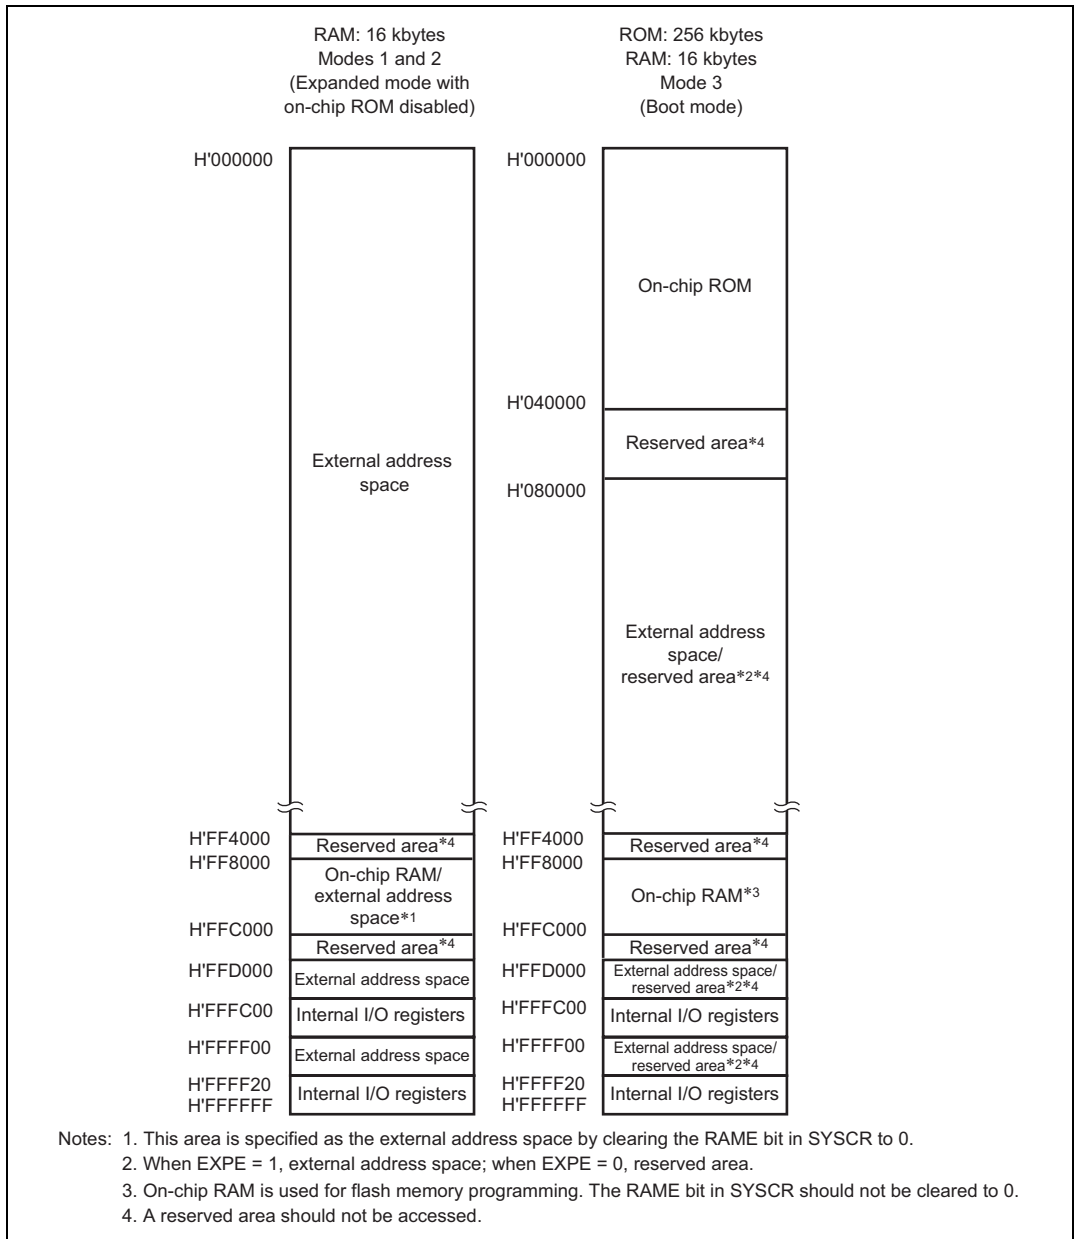 RAM: 16 kbytes
Modes 1 and 2
(Expanded mode with
on-chip ROM disabled)
H'000000
External address
space
H'FF4000
Reserved area*4
H'FF8000
On-chip RAM/
external address
space*1
H'FFC000
Reserved area*4
H'FFD000
External address space
H'FFFC00
Internal I/O registers
H'FFFF00
External address space
H'FFFF20
Internal I/O registers
H'FFFFFF
ROM: 256 kbytes
RAM: 16 kbytes
Mode 3
(Boot mode)
H'000000
On-chip ROM
H'040000
Reserved area*4
H'080000
External address
space/
reserved area*2*4
H'FF4000
Reserved area*4
H'FF8000
On-chip RAM*3
H'FFC000
Reserved area*4
H'FFD000
External address space/
reserved area*2*4
H'FFFC00
Internal I/O registers
H'FFFF00
External address space/
reserved area*2*4
H'FFFF20
Internal I/O registers
H'FFFFFF
Notes: 1. This area is specified as the external address space by clearing the RAME bit in SYSCR to 0.
2. When EXPE = 1, external address space; when EXPE = 0, reserved area.
3. On-chip RAM is used for flash memory programming. The RAME bit in SYSCR should not be cleared to 0.
4. A reserved area should not be accessed.